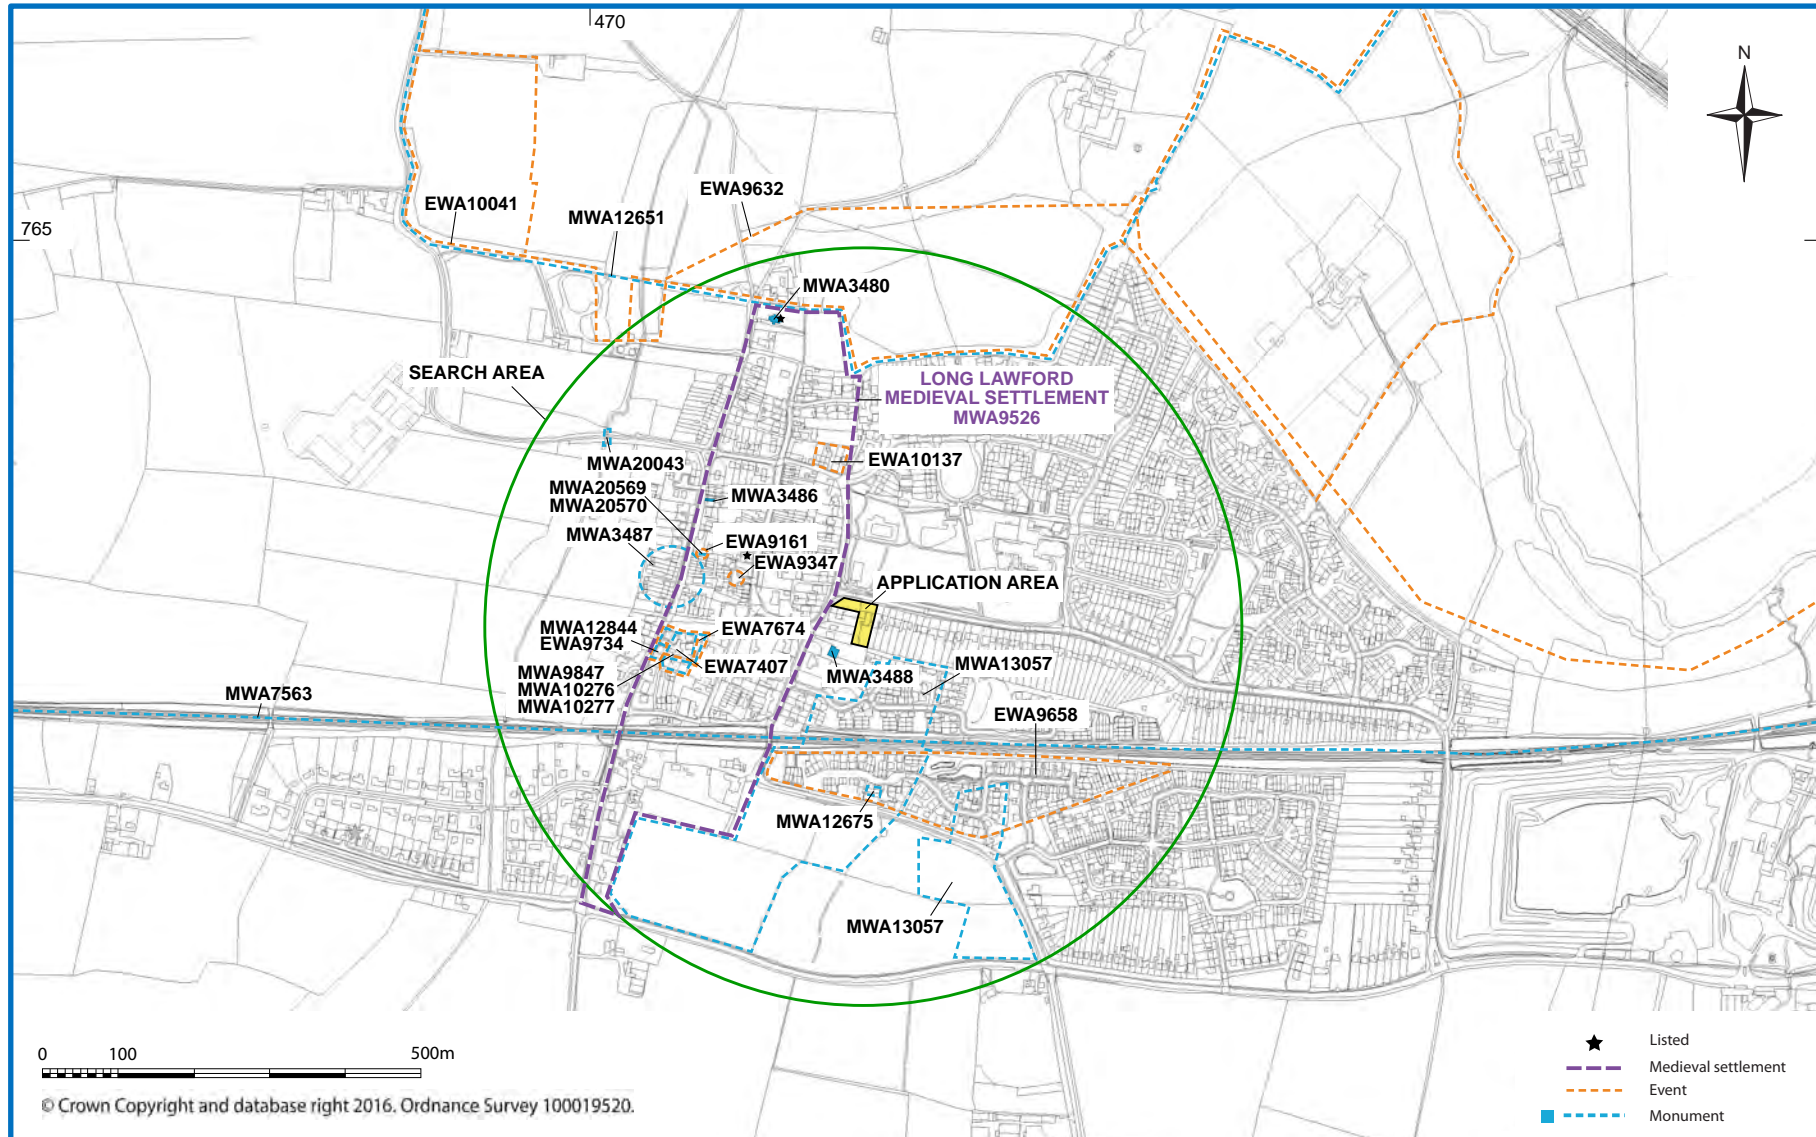 470
N
EWA9632
EWA10041
MWA12651
765
MWA3480
SEARCH AREA
LONG LAWFORD
MEDIEVAL SETTLEMENT
MWA9526
MWA20043
EWA10137
MWA20569
MWA20570
MWA3486
MWA3487
EWA9161
EWA9347
APPLICATION AREA
MWA12844
EWA9734
EWA7674
EWA7407
MWA9847
MWA10276
MWA10277
MWA3488
MWA13057
MWA7563
EWA9658
MWA12675
MWA13057
0 100 500m
© Crown Copyright and database right 2016. Ordnance Survey 100019520.
Listed
Medieval settlement
Event
Monument